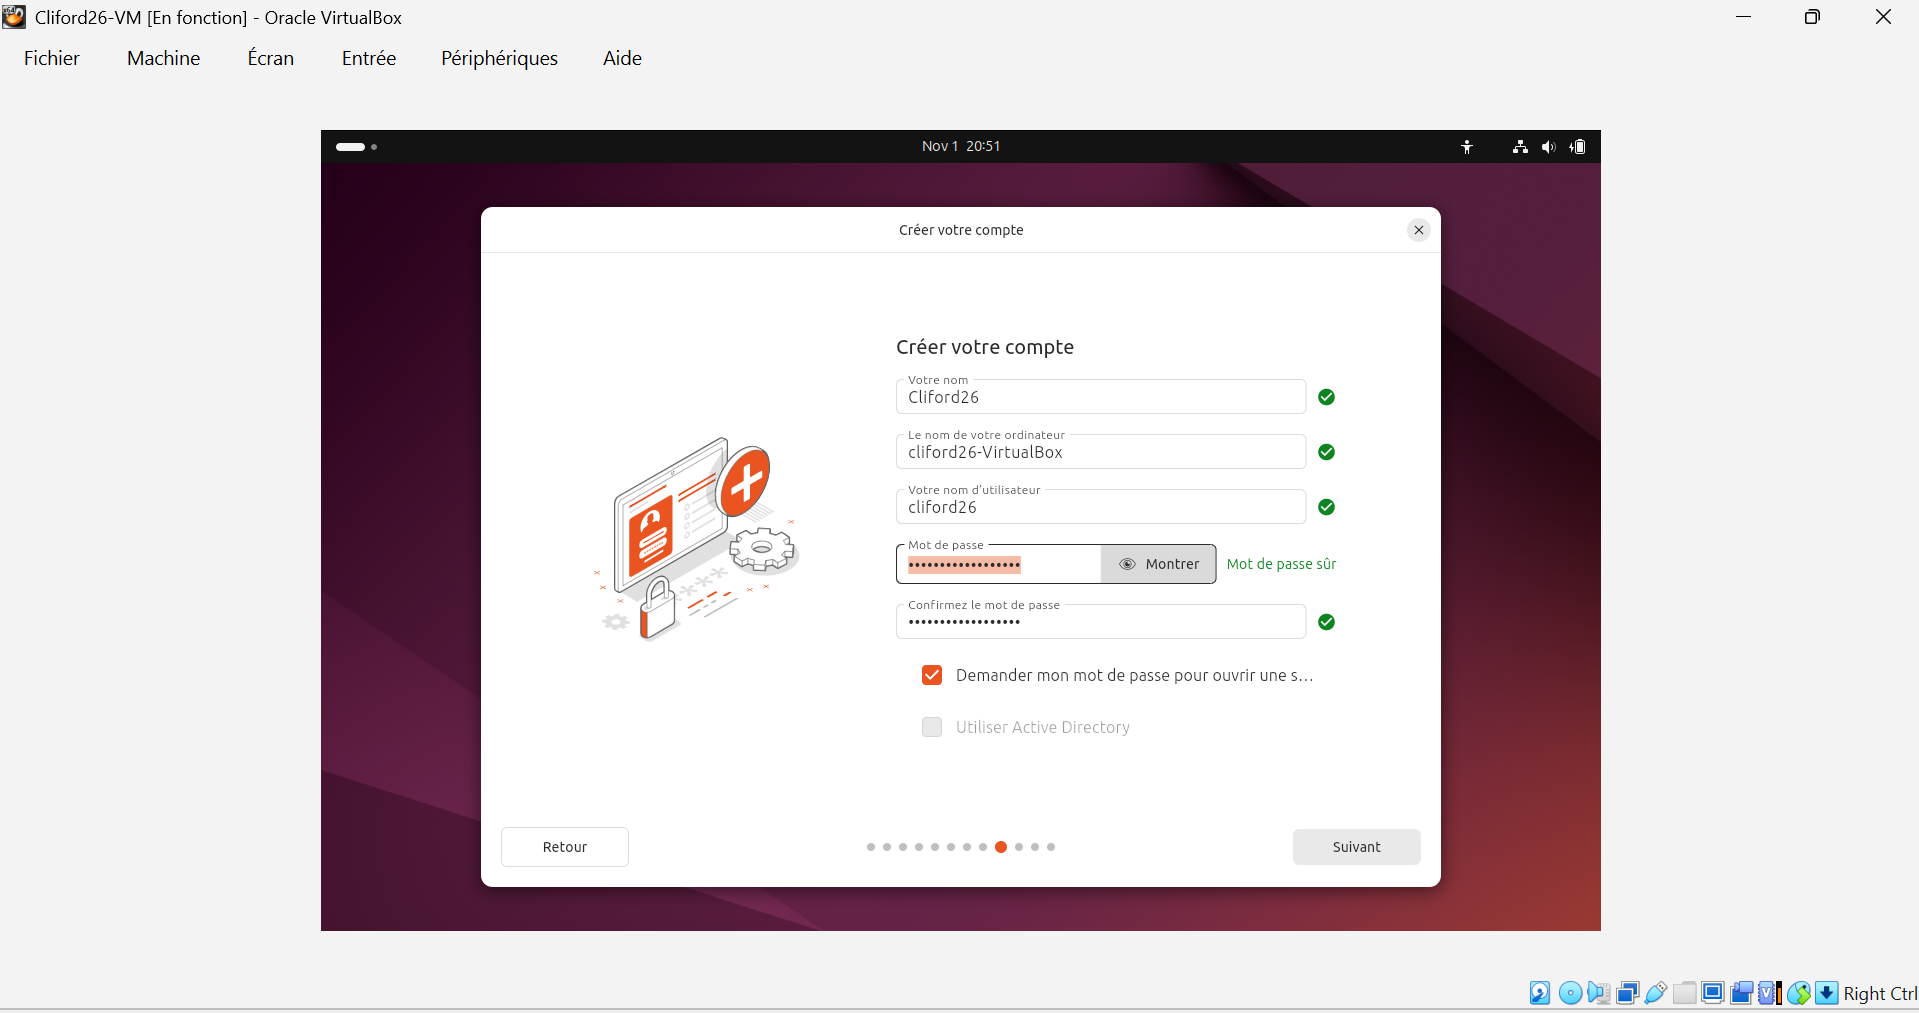 Cliford26-VM [En fonction] - Oracle VirtualBox
Fichier Machine Écran Entrée Périphériques Aide
Nov 1 20:51
Créer votre compte
Créer votre compte
Votre nom
Cliford26
Le nom de votre ordinateur
cliford26-VirtualBox
Votre nom d'utilisateur
cliford26
Mot de passe
•••••••••••••••••• Montrer Mot de passe sûr
Confirmez le mot de passe
••••••••••••••••••
Demander mon mot de passe pour ouvrir une s...
Utiliser Active Directory
Retour Suivant
Right Ctrl